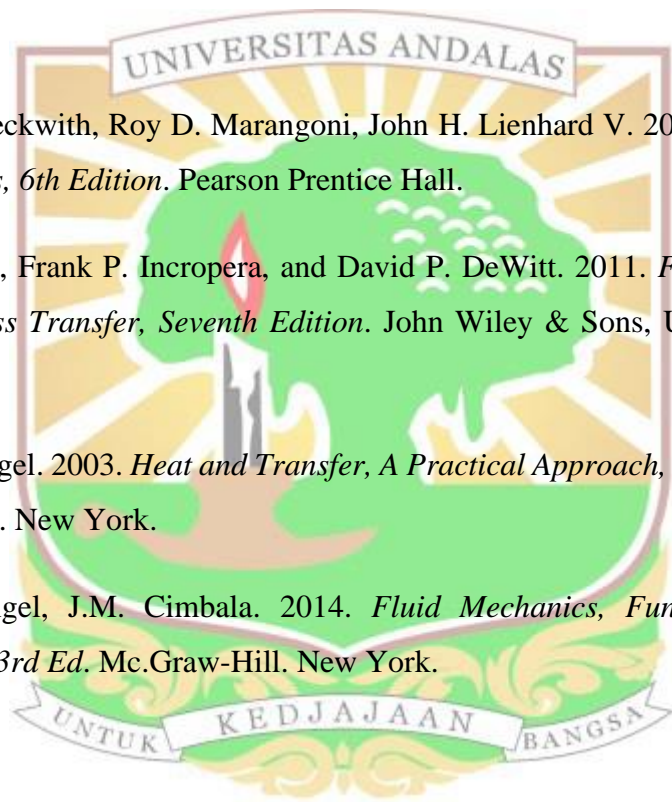 UNIVERSITAS ANDALAS
eckwith, Roy D. Marangoni, John H. Lienhard V. 20
s, 6th Edition. Pearson Prentice Hall.
, Frank P. Incropera, and David P. DeWitt. 2011. F
ss Transfer, Seventh Edition. John Wiley & Sons, U
gel. 2003. Heat and Transfer, A Practical Approach,
. New York.
ngel, J.M. Cimbala. 2014. Fluid Mechanics, Fun
3rd Ed. Mc.Graw-Hill. New York.
UNTUK KEDJAJAAN BANGSA